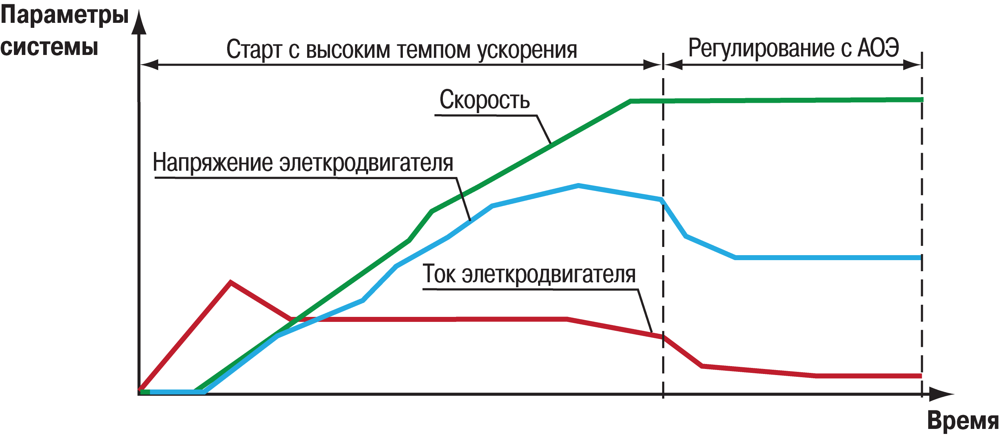 Параметры
системы
Старт с высоким темпом ускорения
Регулирование с АОЭ
Скорость
Напряжение элеткродвигателя
Ток элеткродвигателя
Время